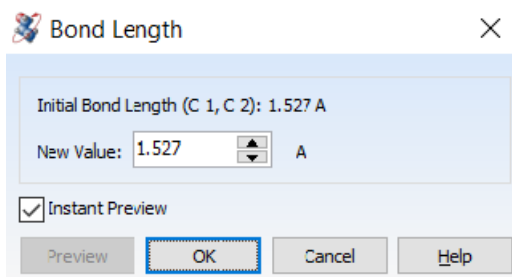 Bond Length
Initial Bond Length (C 1, C 2): 1.527 A
New Value: 1.527 A
Instant Preview
Preview OK Cancel Help